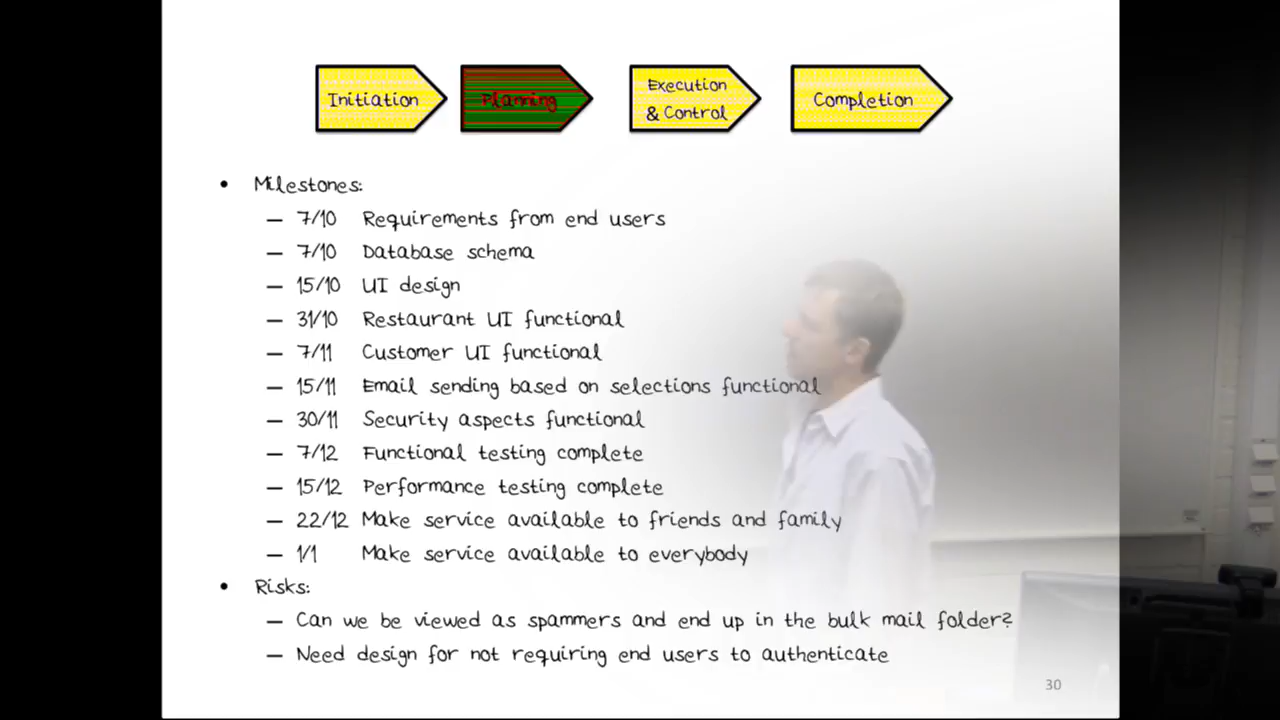 Initiation
Planning
Execution
& Control
Completion
• Milestones:
– 7/10 Requirements from end users
– 7/10 Database schema
– 15/10 UI design
– 31/10 Restaurant UI functional
– 7/11 Customer UI functional
– 15/11 Email sending based on selections functional
– 30/11 Security aspects functional
– 7/12 Functional testing complete
– 15/12 Performance testing complete
– 22/12 Make service available to friends and family
– 1/1 Make service available to everybody
• Risks:
– Can we be viewed as spammers and end up in the bulk mail folder?
– Need design for not requiring end users to authenticate
30